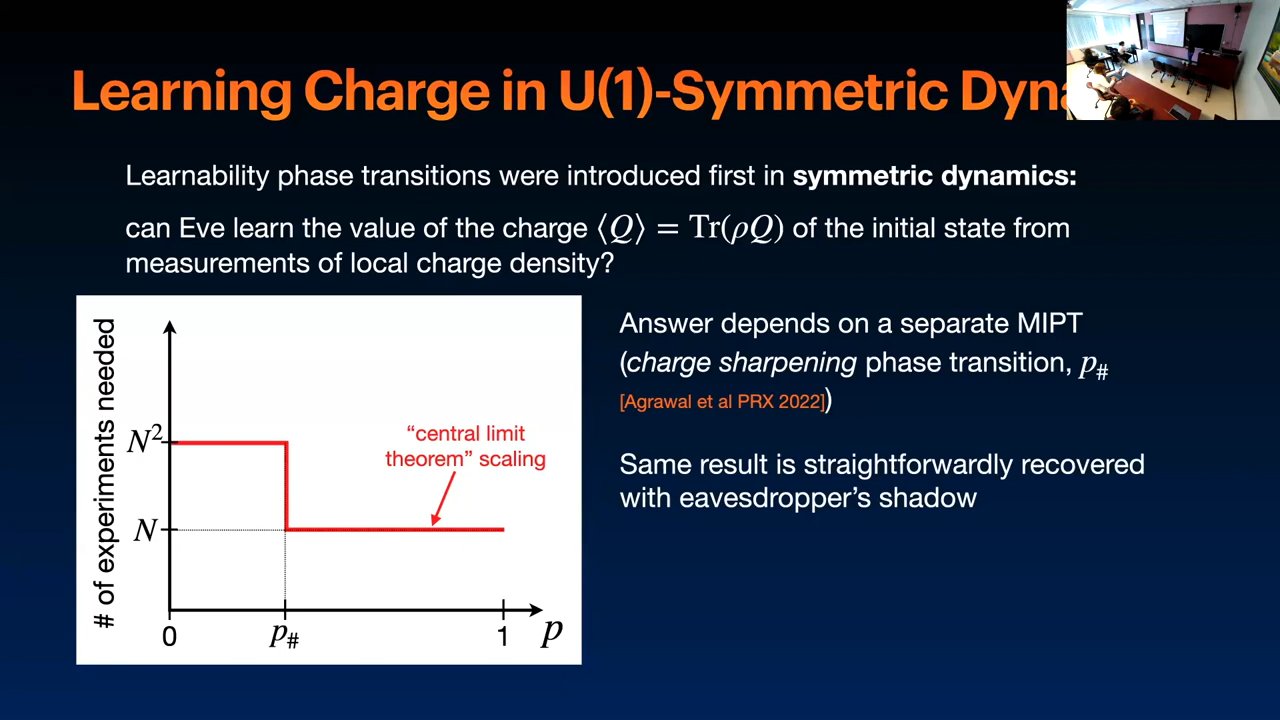 Learning Charge in U(1)-Symmetric Dyna
Learnability phase transitions were introduced first in symmetric dynamics:
can Eve learn the value of the charge ⟨Q⟩ = Tr(ρQ) of the initial state from
measurements of local charge density?
# of experiments needed
N²
N
"central limit
theorem" scaling
0
p#
1
p
Answer depends on a separate MIPT
(charge sharpening phase transition, p#
[Agrawal et al PRX 2022])
Same result is straightforwardly recovered
with eavesdropper's shadow